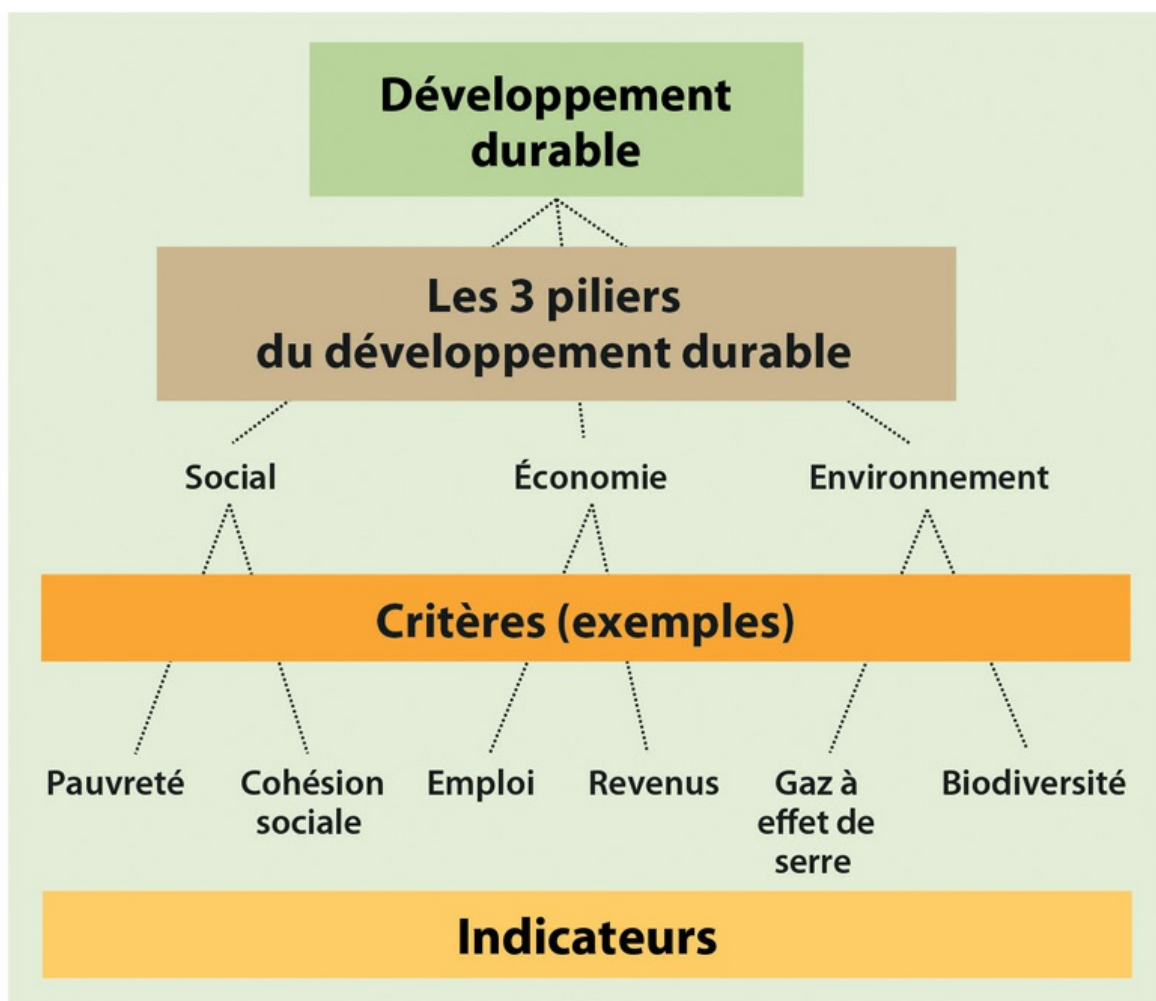 Développement
durable
Les 3 piliers
du développement durable
Social
Économie
Environnement
Critères (exemples)
Pauvreté
Cohésion
sociale
Emploi
Revenus
Gaz à
effet de
serre
Biodiversité
Indicateurs